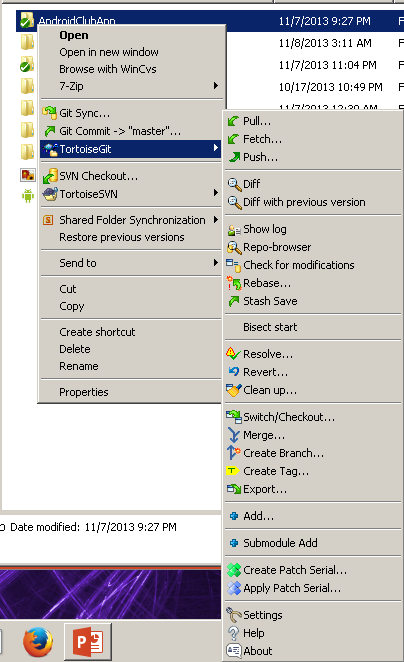 AndroidClubApp 11/7/2013 9:27 PM F
Open
Open in new window 11/8/2013 3:11 AM F
Browse with WinCvs 11/7/2013 11:04 PM F
7-Zip 10/17/2013 10:49 PM F
Git Sync... 11/7/2013 12:30 AM F
Git Commit -> "master"...
TortoiseGit
SVN Checkout...
TortoiseSVN
Shared Folder Synchronization
Restore previous versions
Send to
Cut
Copy
Create shortcut
Delete
Rename
Properties
Pull...
Fetch...
Push...
Diff
Diff with previous version
Show log
Repo-browser
Check for modifications
Rebase...
Stash Save
Bisect start
Resolve...
Revert...
Clean up...
Switch/Checkout...
Merge...
Create Branch...
Create Tag...
Export...
Add...
Submodule Add
Create Patch Serial...
Apply Patch Serial...
Settings
Help
About
Date modified: 11/7/2013 9:27 PM